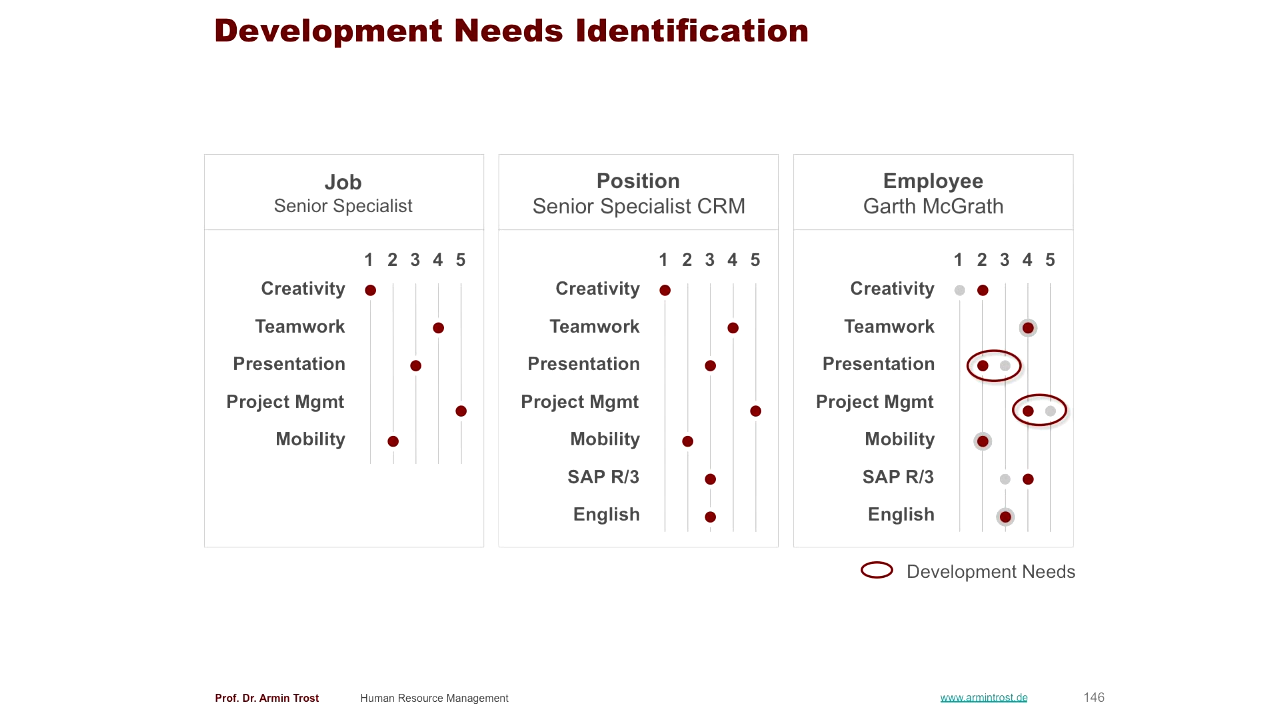 Development Needs Identification
Job
Senior Specialist
1 2 3 4 5
Creativity
Teamwork
Presentation
Project Mgmt
Mobility
Position
Senior Specialist CRM
1 2 3 4 5
Creativity
Teamwork
Presentation
Project Mgmt
Mobility
SAP R/3
English
Employee
Garth McGrath
1 2 3 4 5
Creativity
Teamwork
Presentation
Project Mgmt
Mobility
SAP R/3
English
Development Needs
Prof. Dr. Armin Trost Human Resource Management www.armintrost.de 146